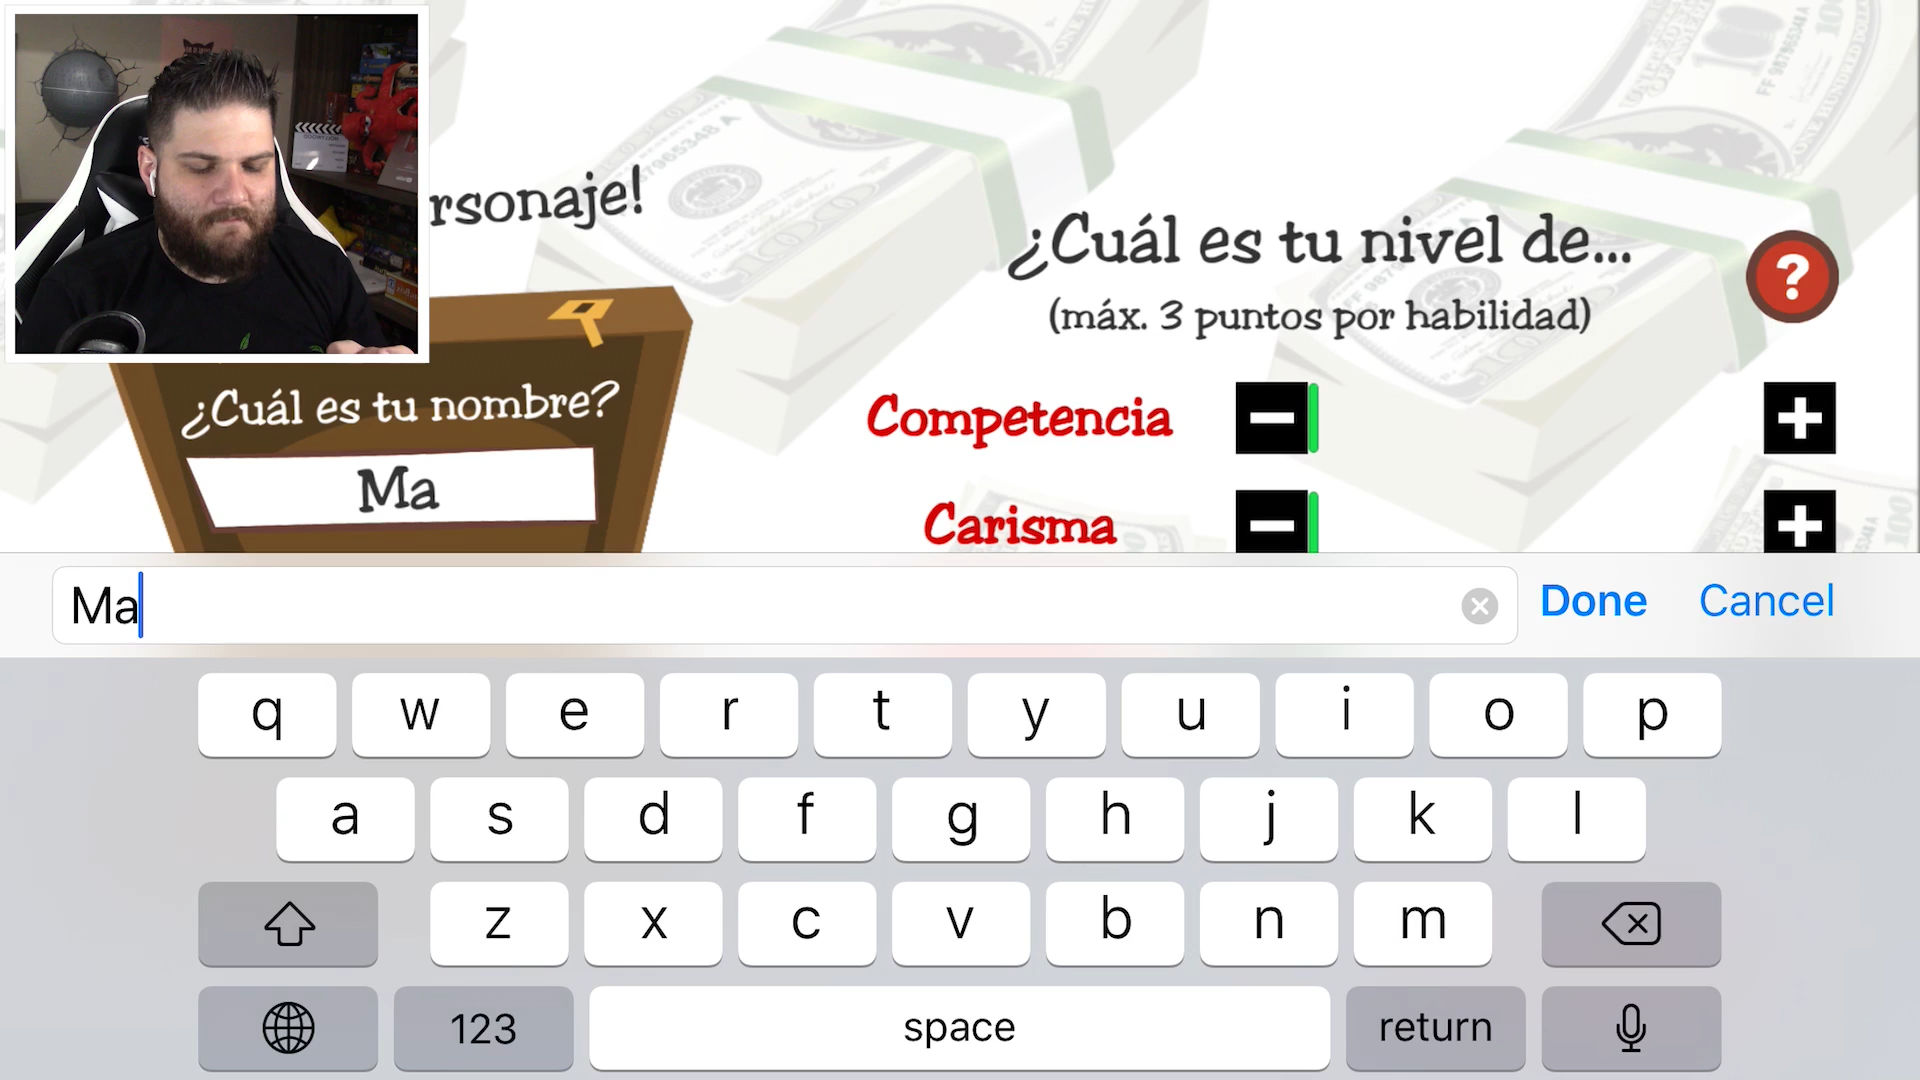 rsonaje!
¿Cuál es tu nombre?
Ma
¿Cuál es tu nivel de...
(máx. 3 puntos por habilidad)
?
Competencia
Carisma
Ma
Done
Cancel
q w e r t y u i o p
a s d f g h j k l
z x c v b n m
123
space
return